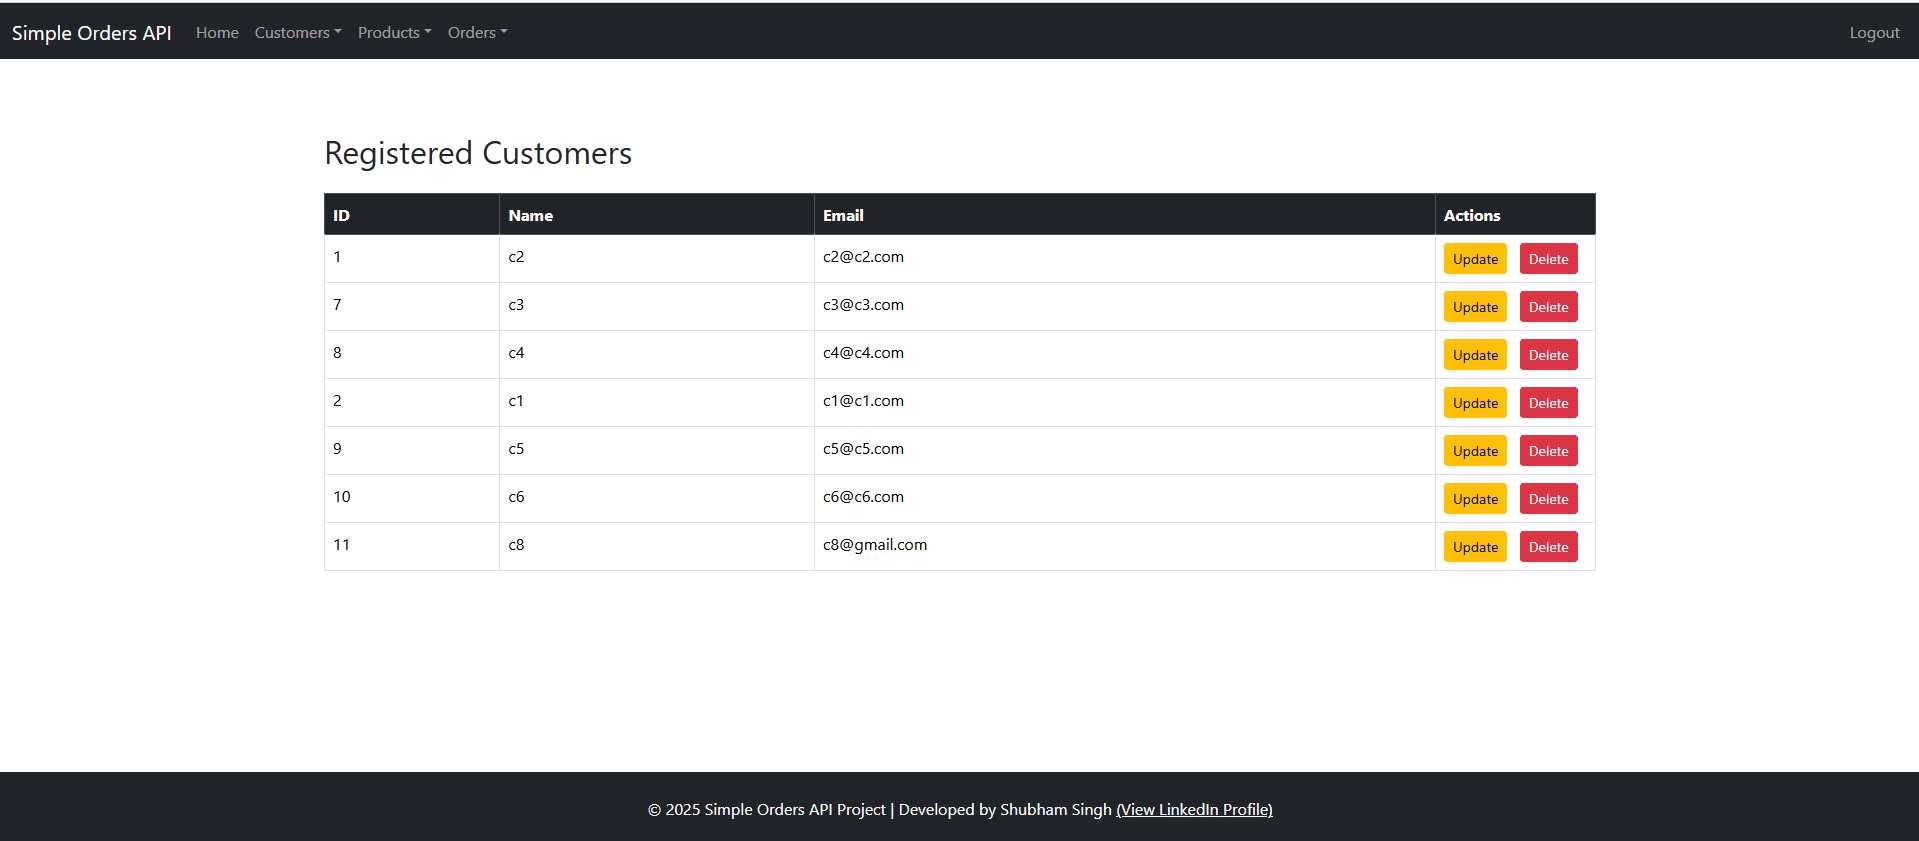 Simple Orders API Home Customers Products Orders Logout
Registered Customers
ID Name Email Actions
1 c2 c2@c2.com Update Delete
7 c3 c3@c3.com Update Delete
8 c4 c4@c4.com Update Delete
2 c1 c1@c1.com Update Delete
9 c5 c5@c5.com Update Delete
10 c6 c6@c6.com Update Delete
11 c8 c8@gmail.com Update Delete
© 2025 Simple Orders API Project | Developed by Shubham Singh (View LinkedIn Profile)